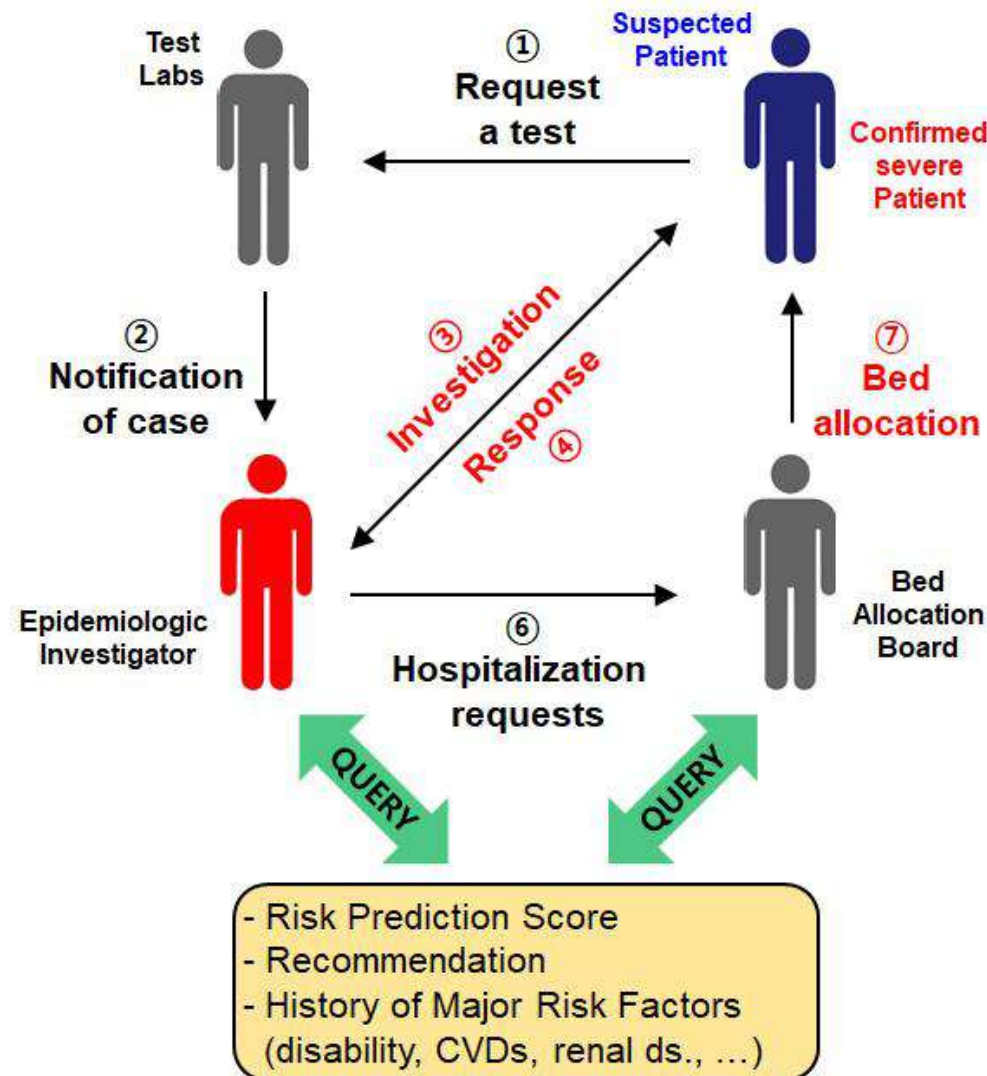 Test
Labs
①
Request
a test
Suspected
Patient
Confirmed
severe
Patient
②
Notification
of case
③
Investigation
Response
④
⑦
Bed
allocation
Epidemiologic
Investigator
⑥
Hospitalization
requests
Bed
Allocation
Board
QUERY
QUERY
- Risk Prediction Score
- Recommendation
- History of Major Risk Factors
(disability, CVDs, renal ds., …)